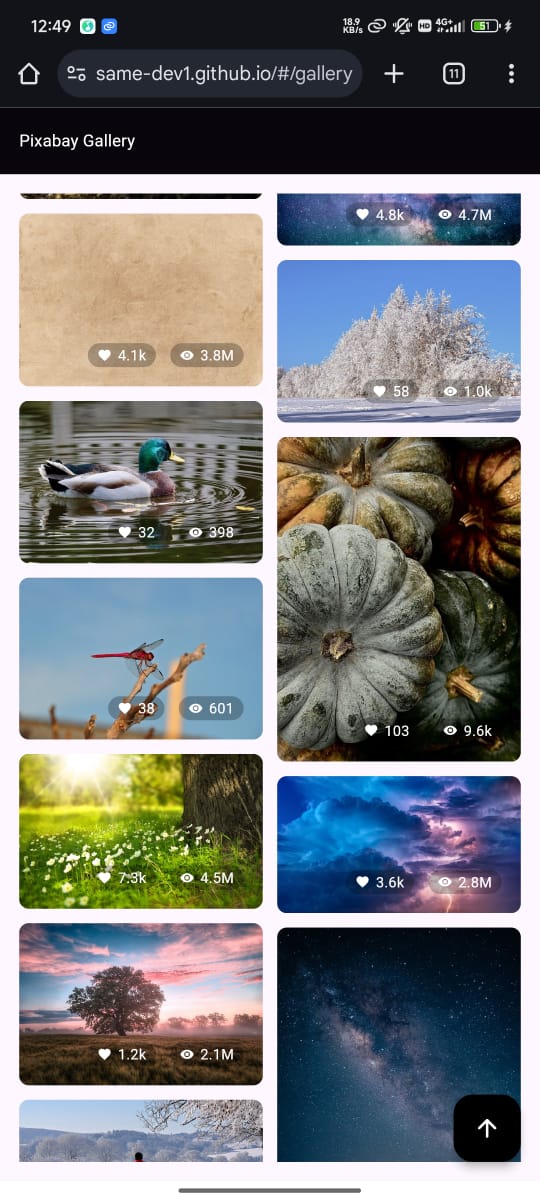 12:49
18.9
KB/s
HD
4G+
51
same-dev1.github.io/#/gallery
11
Pixabay Gallery
4.8k
4.7M
4.1k
3.8M
58
1.0k
32
398
38
601
103
9.6k
7.3k
4.5M
3.6k
2.8M
1.2k
2.1M